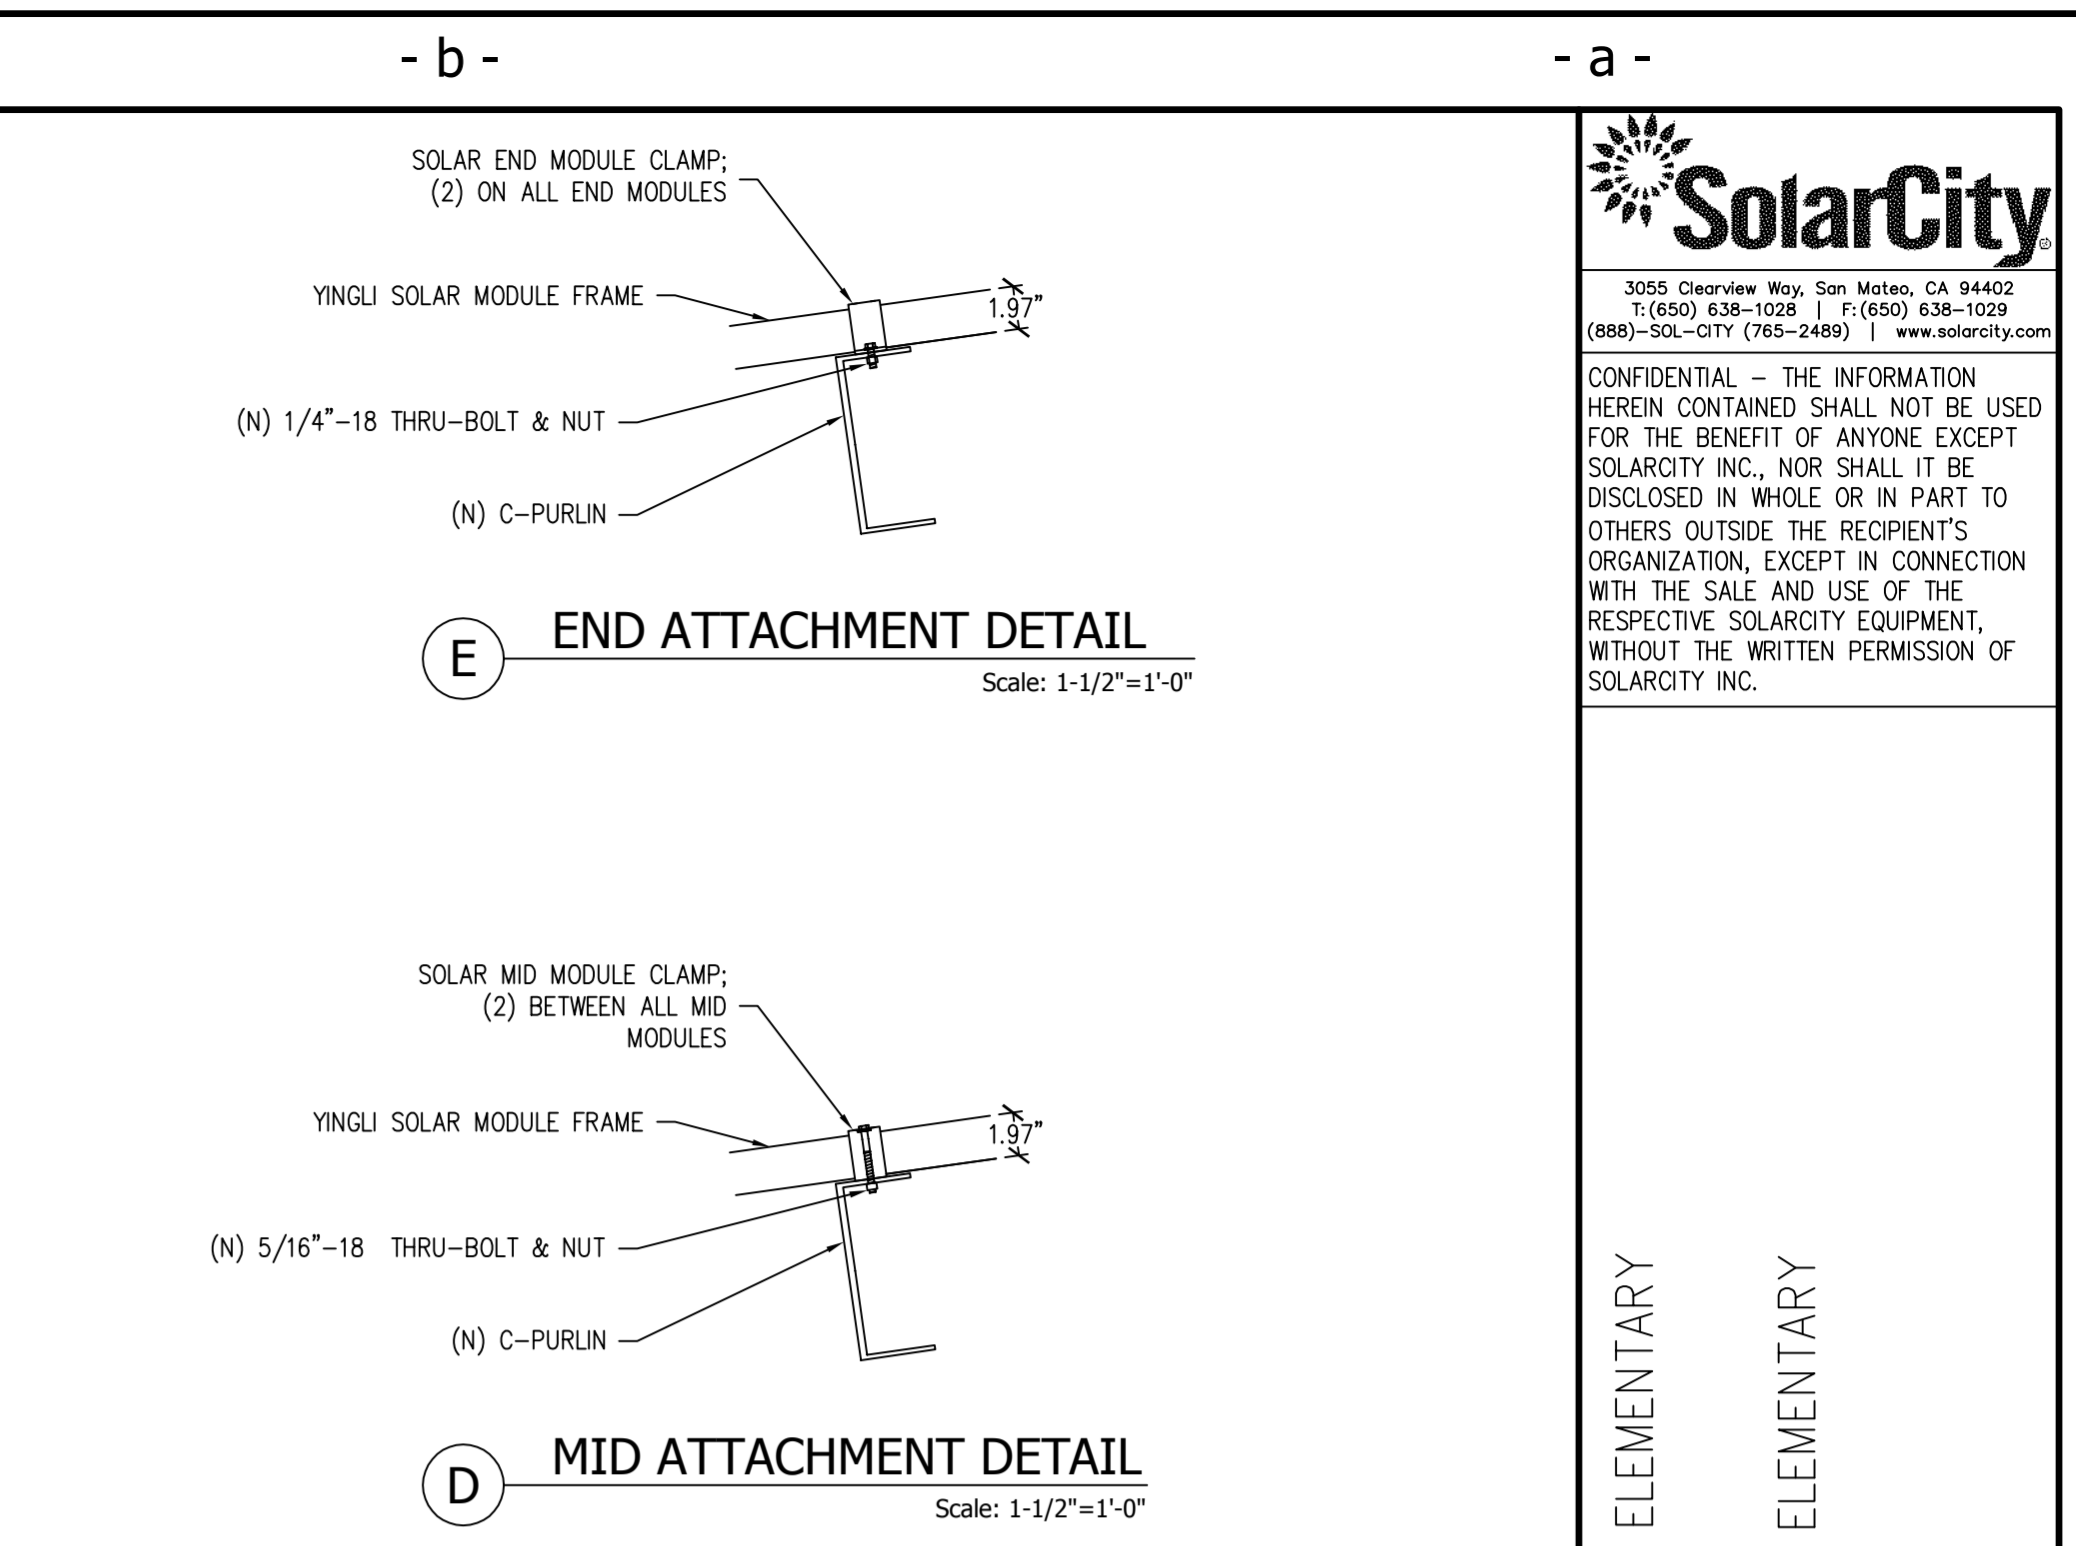 - b -
- a -
SOLAR END MODULE CLAMP;
(2) ON ALL END MODULES
YINGLI SOLAR MODULE FRAME
1.97”
(N) 1/4”–18 THRU–BOLT & NUT
(N) C–PURLIN
E
END ATTACHMENT DETAIL
Scale: 1-1/2"=1'-0"
SOLAR MID MODULE CLAMP;
(2) BETWEEN ALL MID
MODULES
YINGLI SOLAR MODULE FRAME
1.97”
(N) 5/16”–18 THRU–BOLT & NUT
(N) C–PURLIN
D
MID ATTACHMENT DETAIL
Scale: 1-1/2"=1'-0"
SolarCity
3055 Clearview Way, San Mateo, CA 94402
T:(650) 638–1028 | F:(650) 638–1029
(888)–SOL–CITY (765–2489) | www.solarcity.com
CONFIDENTIAL – THE INFORMATION
HEREIN CONTAINED SHALL NOT BE USED
FOR THE BENEFIT OF ANYONE EXCEPT
SOLARCITY INC., NOR SHALL IT BE
DISCLOSED IN WHOLE OR IN PART TO
OTHERS OUTSIDE THE RECIPIENT'S
ORGANIZATION, EXCEPT IN CONNECTION
WITH THE SALE AND USE OF THE
RESPECTIVE SOLARCITY EQUIPMENT,
WITHOUT THE WRITTEN PERMISSION OF
SOLARCITY INC.
ELEMENTARY
ELEMENTARY